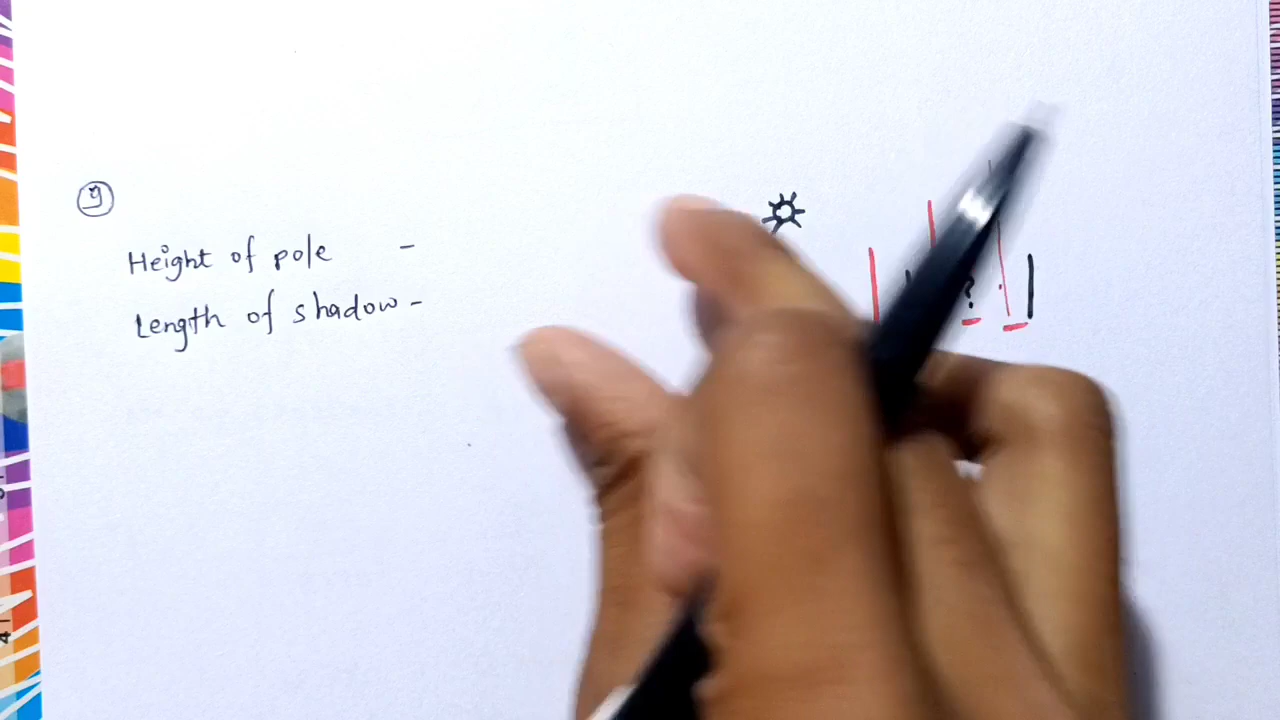 9
Height of pole -
Length of shadow -
?